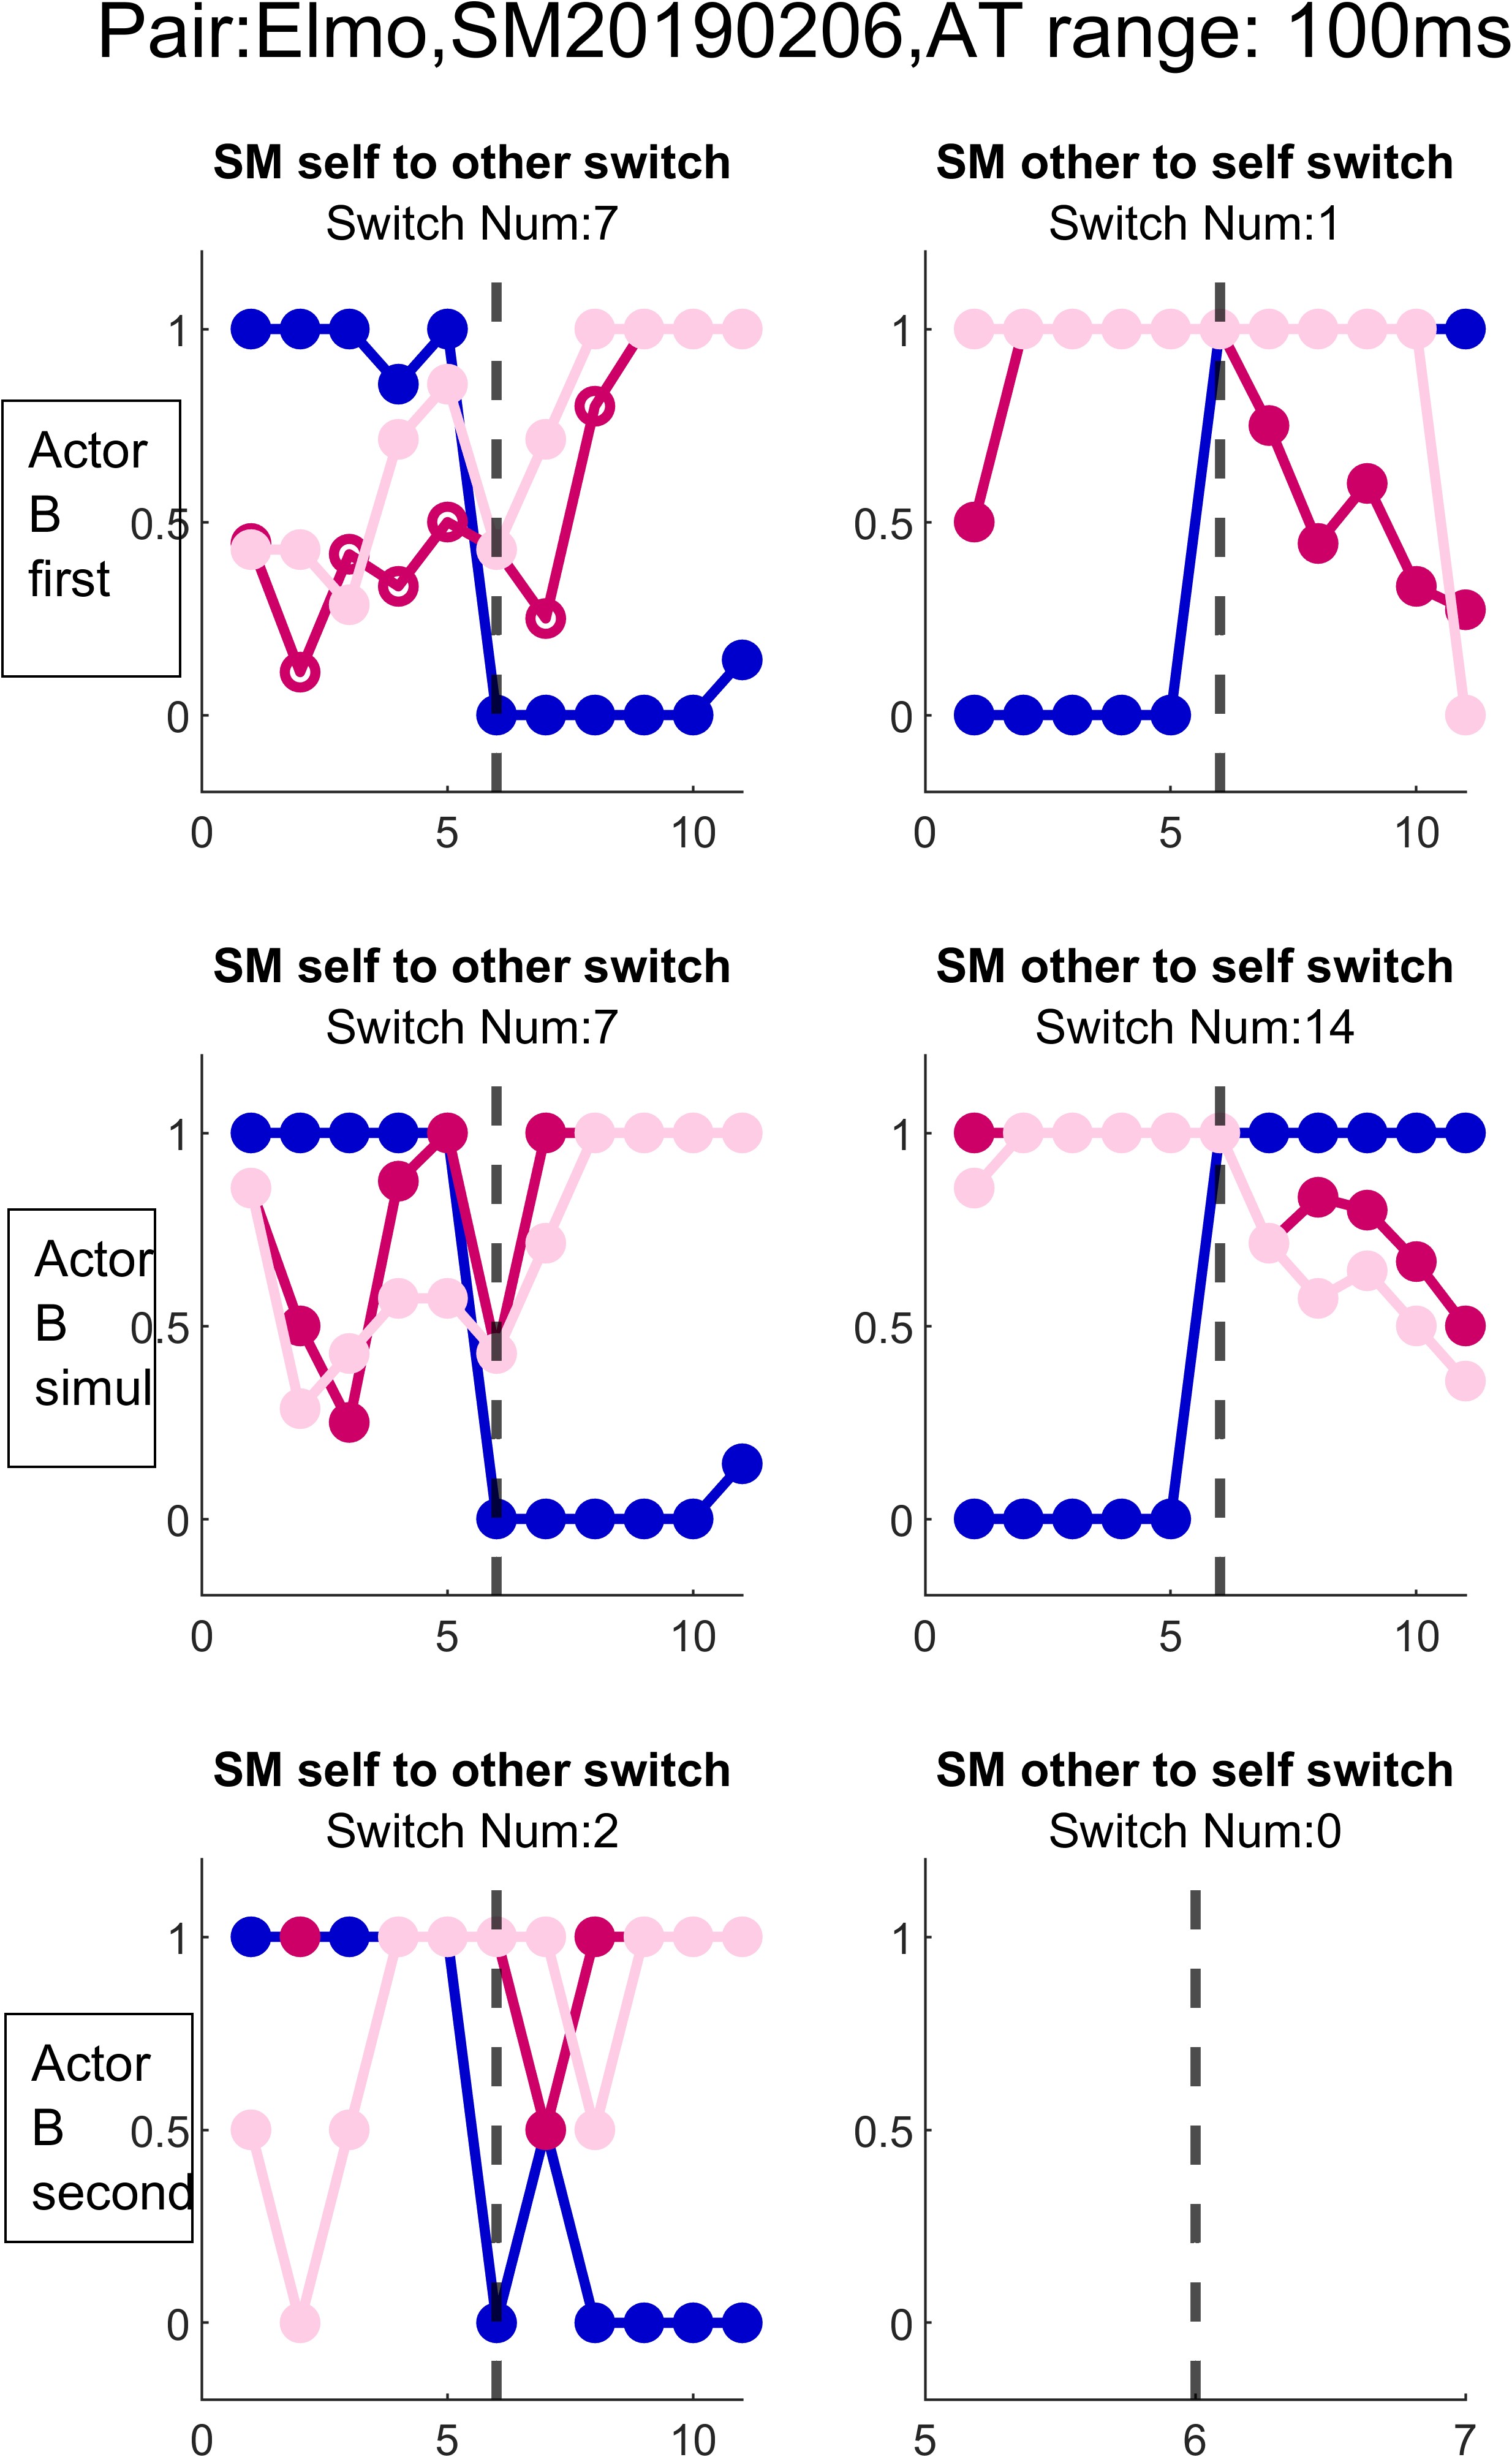 Pair:Elmo,SM20190206,AT range: 100ms
SM self to other switch
Switch Num:7
1
0.5
0
0 5 10
Actor
B
first
SM other to self switch
Switch Num:1
1
0.5
0
0 5 10
SM self to other switch
Switch Num:7
1
0.5
0
0 5 10
Actor
B
simul
SM other to self switch
Switch Num:14
1
0.5
0
0 5 10
SM self to other switch
Switch Num:2
1
0.5
0
0 5 10
Actor
B
second
SM other to self switch
Switch Num:0
1
0.5
0
5 6 7